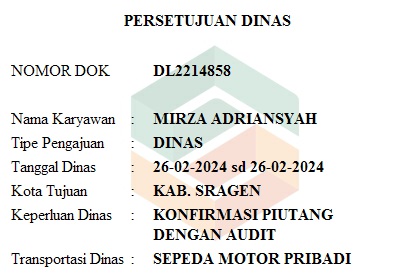 PERSETUJUAN DINAS
NOMOR DOK DL2214858
Nama Karyawan : MIRZA ADRIANSYAH
Tipe Pengajuan : DINAS
Tanggal Dinas : 26-02-2024 sd 26-02-2024
Kota Tujuan : KAB. SRAGEN
Keperluan Dinas : KONFIRMASI PIUTANG
DENGAN AUDIT
Transportasi Dinas : SEPEDA MOTOR PRIBADI